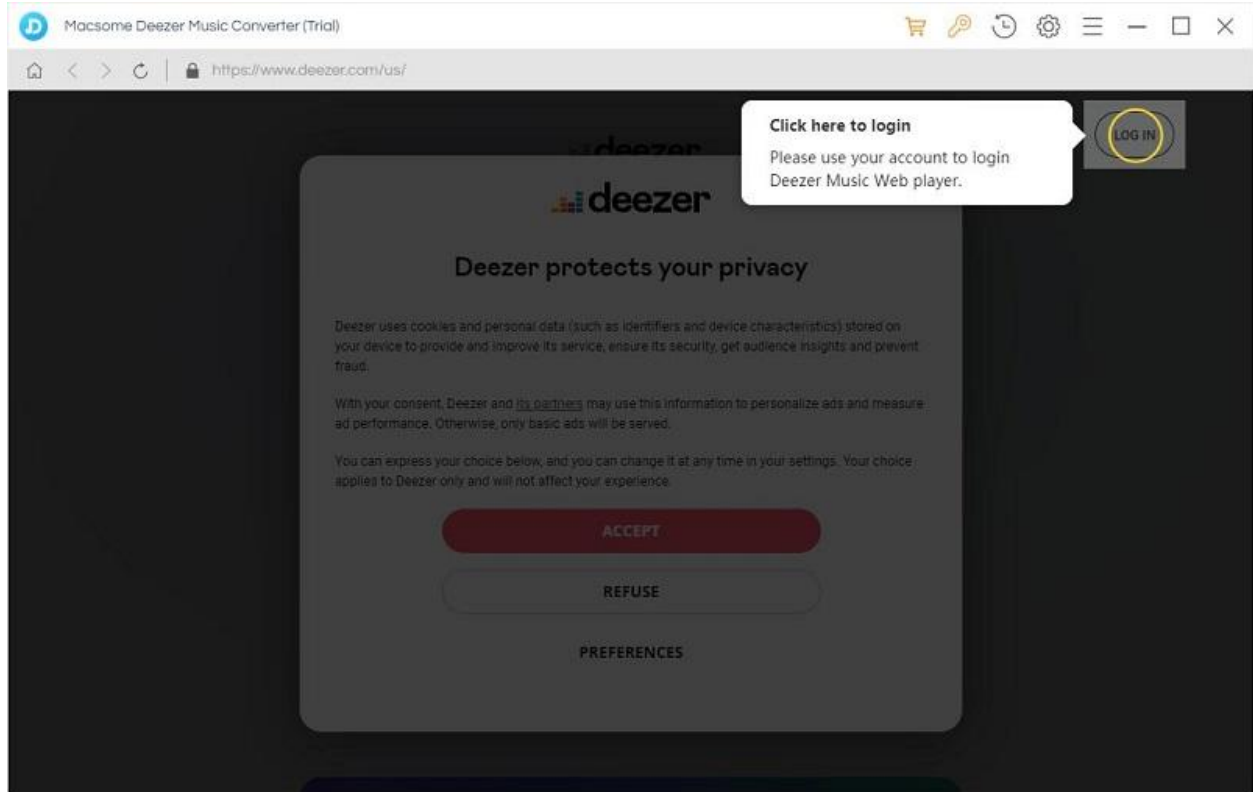 Macsome Deezer Music Converter (Trial)
https://www.deezer.com/us/
Click here to login
Please use your account to login
Deezer Music Web player.
LOG IN
deezer
deezer
Deezer protects your privacy
Deezer uses cookies and personal data (such as identifiers and device characteristics) stored on
your device to provide and improve its service, ensure its security, get audience insights and prevent
fraud.
With your consent, Deezer and its partners may use this information to personalize ads and measure
ad performance. Otherwise, only basic ads will be served.
You can express your choice below, and you can change it at any time in your settings. Your choice
applies to Deezer only and will not affect your experience.
ACCEPT
REFUSE
PREFERENCES